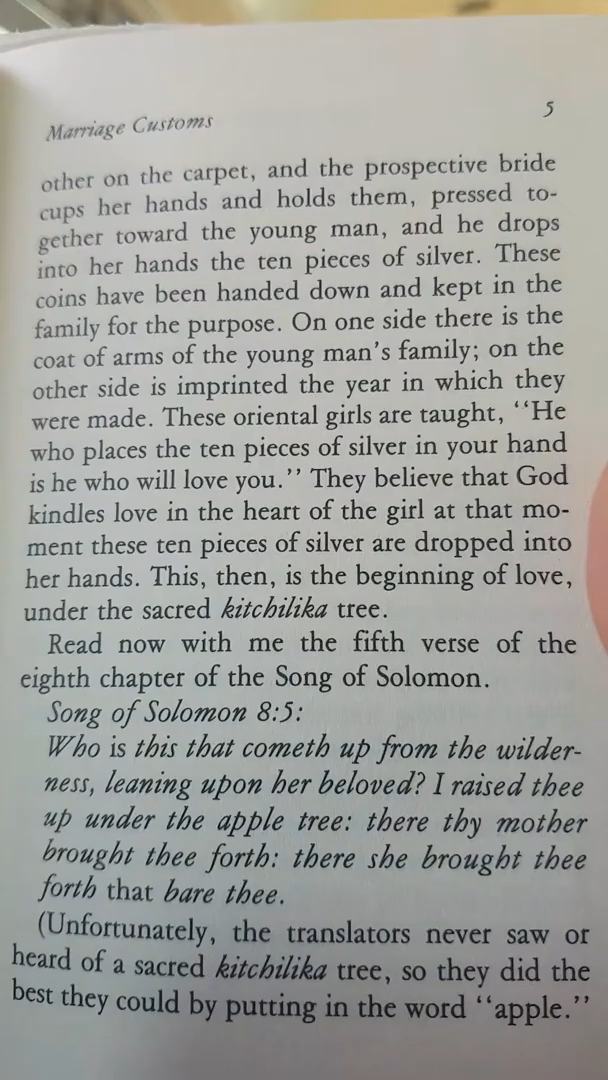 Marriage Customs 5
other on the carpet, and the prospective bride
cups her hands and holds them, pressed to-
gether toward the young man, and he drops
into her hands the ten pieces of silver. These
coins have been handed down and kept in the
family for the purpose. On one side there is the
coat of arms of the young man's family; on the
other side is imprinted the year in which they
were made. These oriental girls are taught, ‘‘He
who places the ten pieces of silver in your hand
is he who will love you.’’ They believe that God
kindles love in the heart of the girl at that mo-
ment these ten pieces of silver are dropped into
her hands. This, then, is the beginning of love,
under the sacred kitchilika tree.
Read now with me the fifth verse of the
eighth chapter of the Song of Solomon.
Song of Solomon 8:5:
Who is this that cometh up from the wilder-
ness, leaning upon her beloved? I raised thee
up under the apple tree: there thy mother
brought thee forth: there she brought thee
forth that bare thee.
(Unfortunately, the translators never saw or
heard of a sacred kitchilika tree, so they did the
best they could by putting in the word ‘‘apple.’’